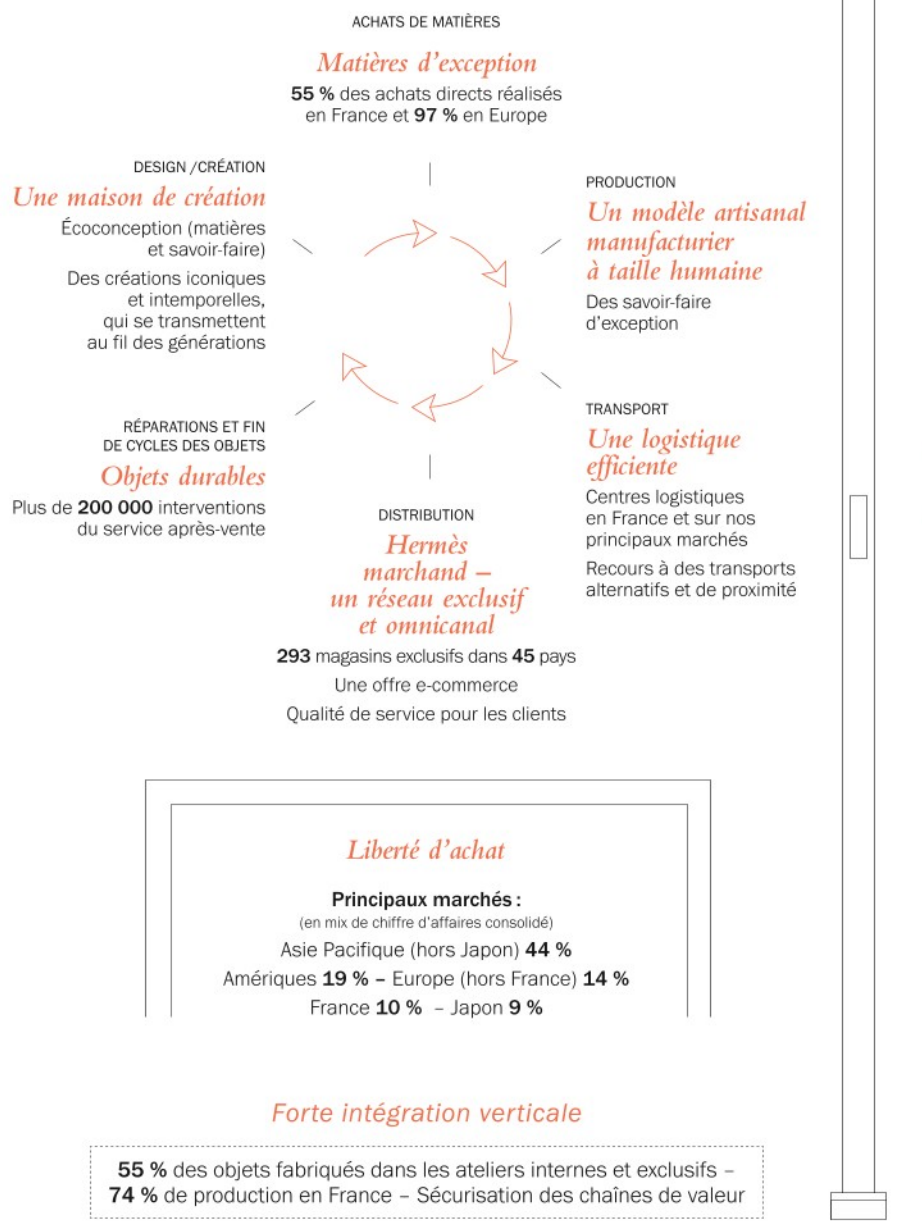 ACHATS DE MATIÈRES
Matières d’exception
55 % des achats directs réalisés
en France et 97 % en Europe
DESIGN /CRÉATION
Une maison de création
Écoconception (matières
et savoir-faire)
Des créations iconiques
et intemporelles,
qui se transmettent
au fil des générations
PRODUCTION
Un modèle artisanal
manufacturier
à taille humaine
Des savoir-faire
d’exception
RÉPARATIONS ET FIN
DE CYCLES DES OBJETS
Objets durables
Plus de 200 000 interventions
du service après-vente
TRANSPORT
Une logistique
efficiente
Centres logistiques
en France et sur nos
principaux marchés
Recours à des transports
alternatifs et de proximité
DISTRIBUTION
Hermès
marchand –
un réseau exclusif
et omnicanal
293 magasins exclusifs dans 45 pays
Une offre e-commerce
Qualité de service pour les clients
Liberté d’achat
Principaux marchés :
(en mix de chiffre d’affaires consolidé)
Asie Pacifique (hors Japon) 44 %
Amériques 19 % – Europe (hors France) 14 %
France 10 % – Japon 9 %
Forte intégration verticale
55 % des objets fabriqués dans les ateliers internes et exclusifs –
74 % de production en France – Sécurisation des chaînes de valeur